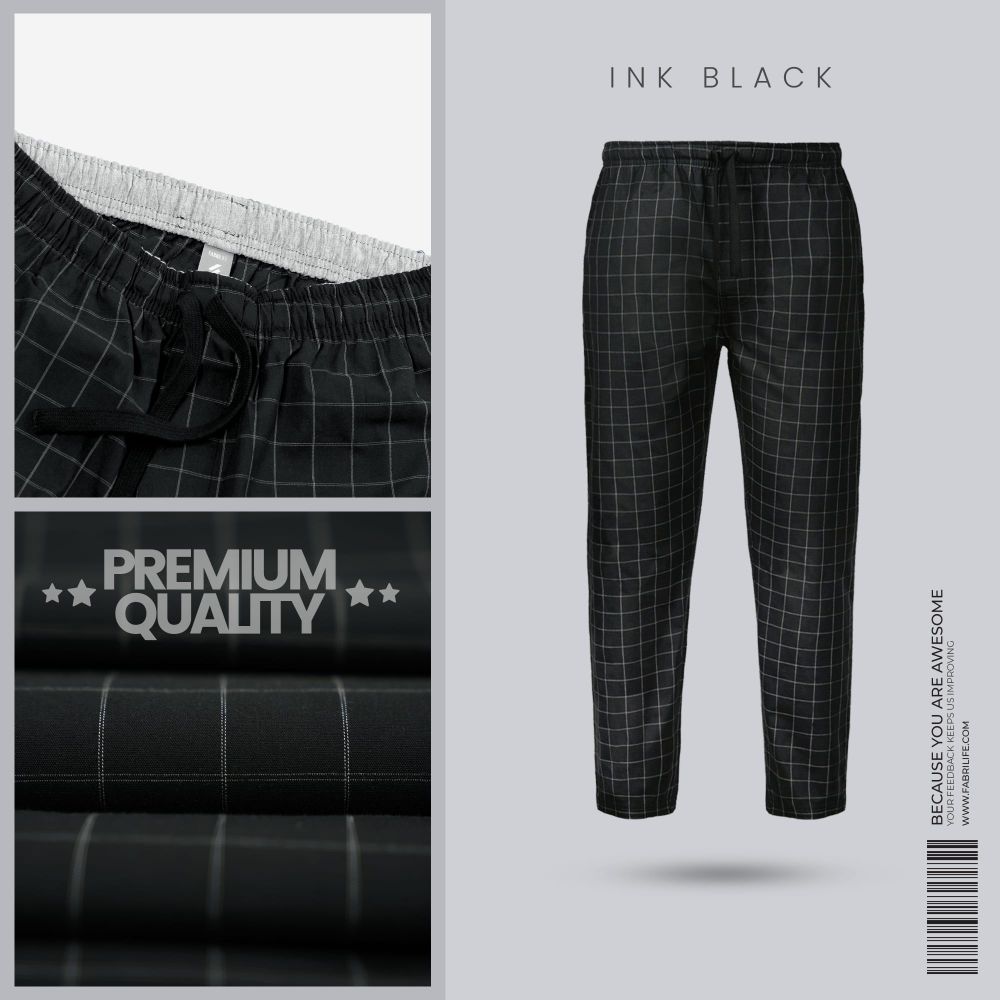 INK BLACK
PREMIUM
QUALITY
BECAUSE YOU ARE AWESOME
YOUR FEEDBACK KEEPS US IMPROVING
WWW.FABRILIFE.COM